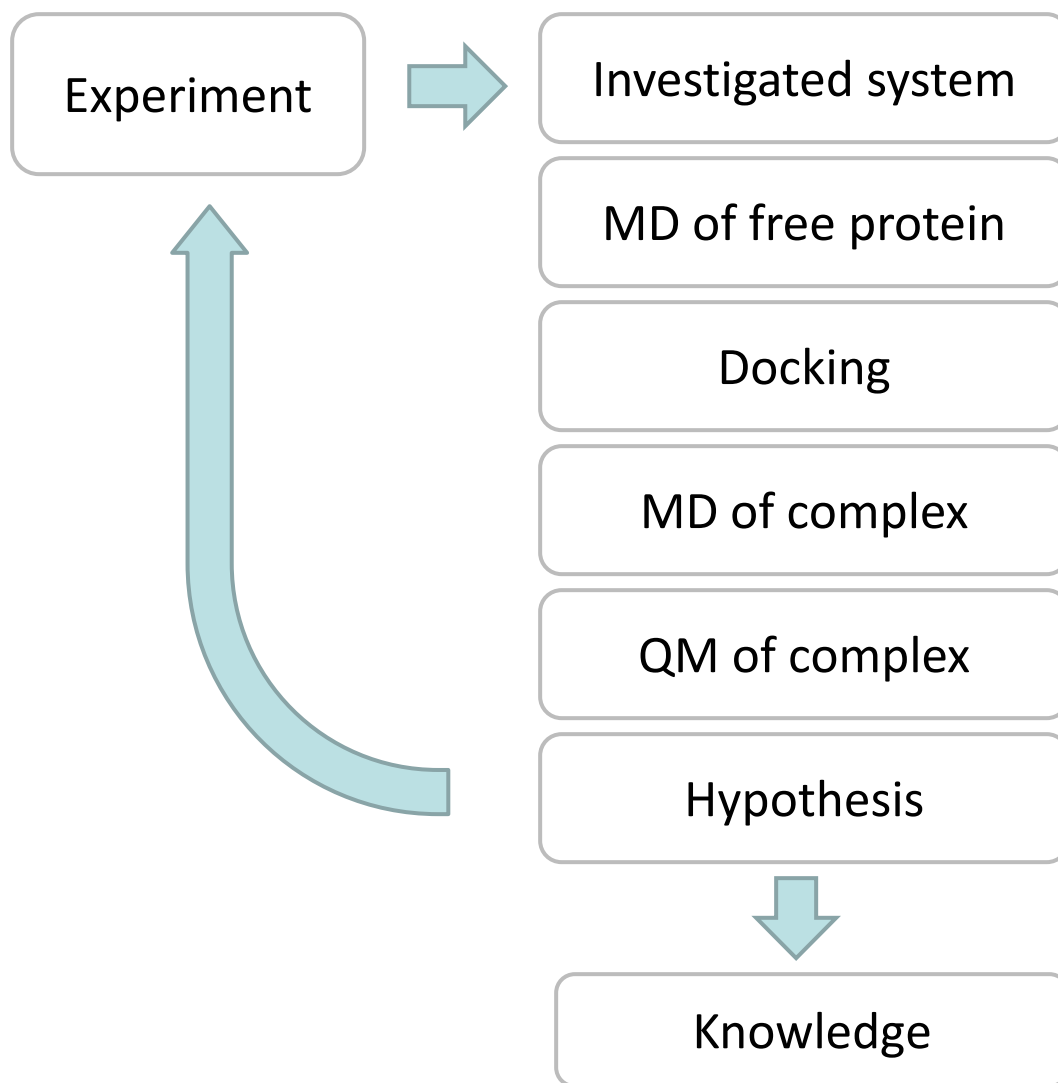 Experiment
Investigated system
MD of free protein
Docking
MD of complex
QM of complex
Hypothesis
Knowledge